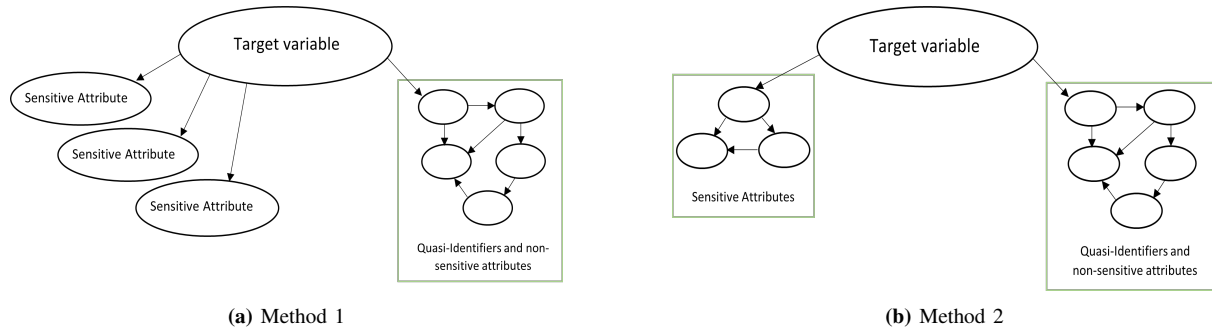 Target variable
Sensitive Attribute
Sensitive Attribute
Sensitive Attribute
Quasi-Identifiers and non-
sensitive attributes
(a) Method 1
Target variable
Sensitive Attributes
Quasi-Identifiers and
non-sensitive attributes
(b) Method 2